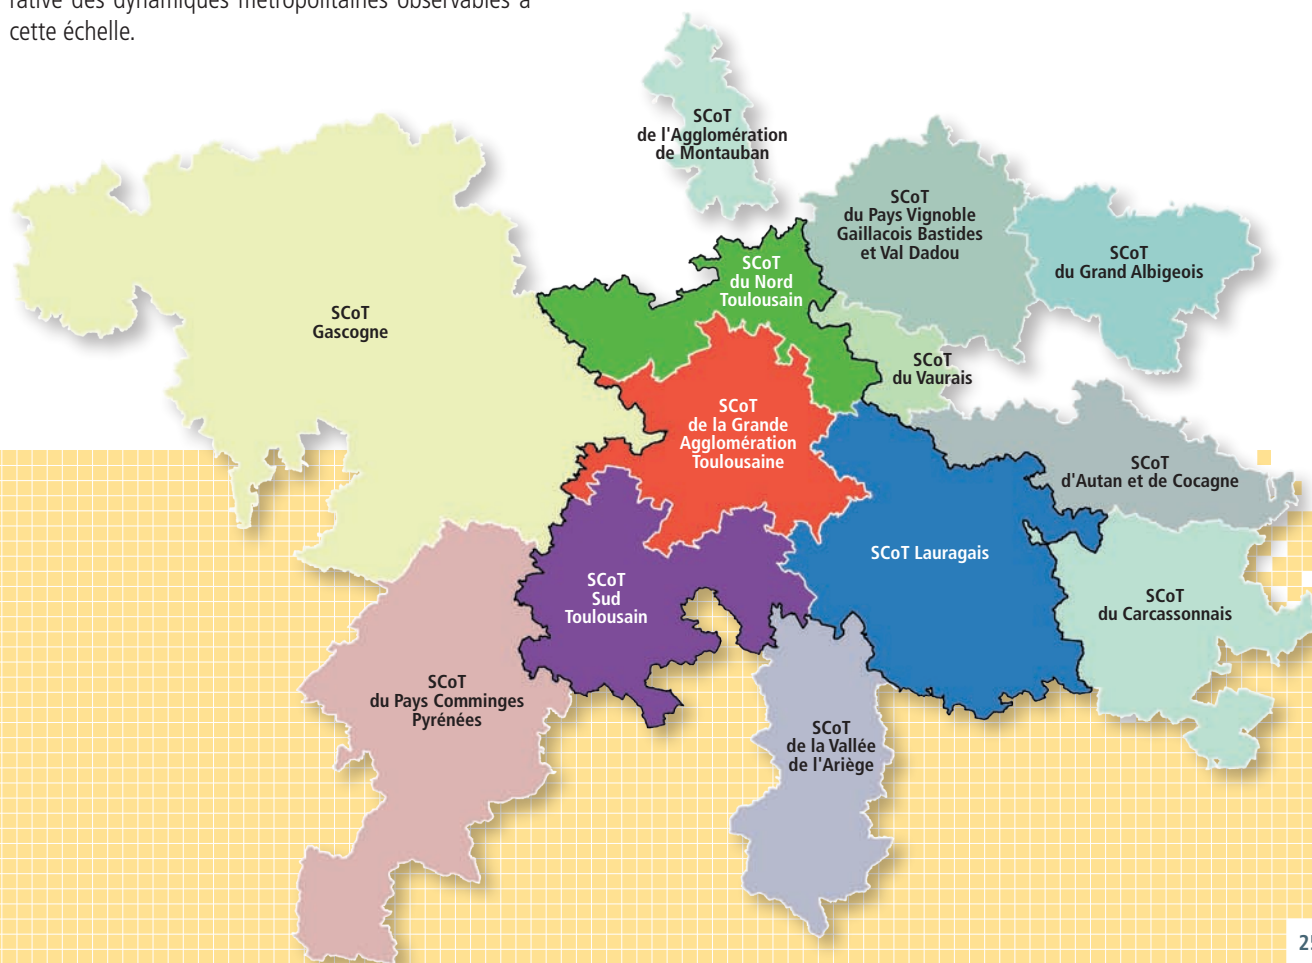 rative des dynamiques métropolitaines observables à
cette échelle.
SCoT
de l'Agglomération
de Montauban
SCoT
du Pays Vignoble
Gaillacois Bastides
et Val Dadou
SCoT
du Grand Albigeois
SCoT
du Nord
Toulousain
SCoT
Gascogne
SCoT
du Vaurais
SCoT
de la Grande
Agglomération
Toulousaine
SCoT
d'Autan et de Cocagne
SCoT Lauragais
SCoT
Sud
Toulousain
SCoT
du Carcassonnais
SCoT
du Pays Comminges
Pyrénées
SCoT
de la Vallée
de l'Ariège
25